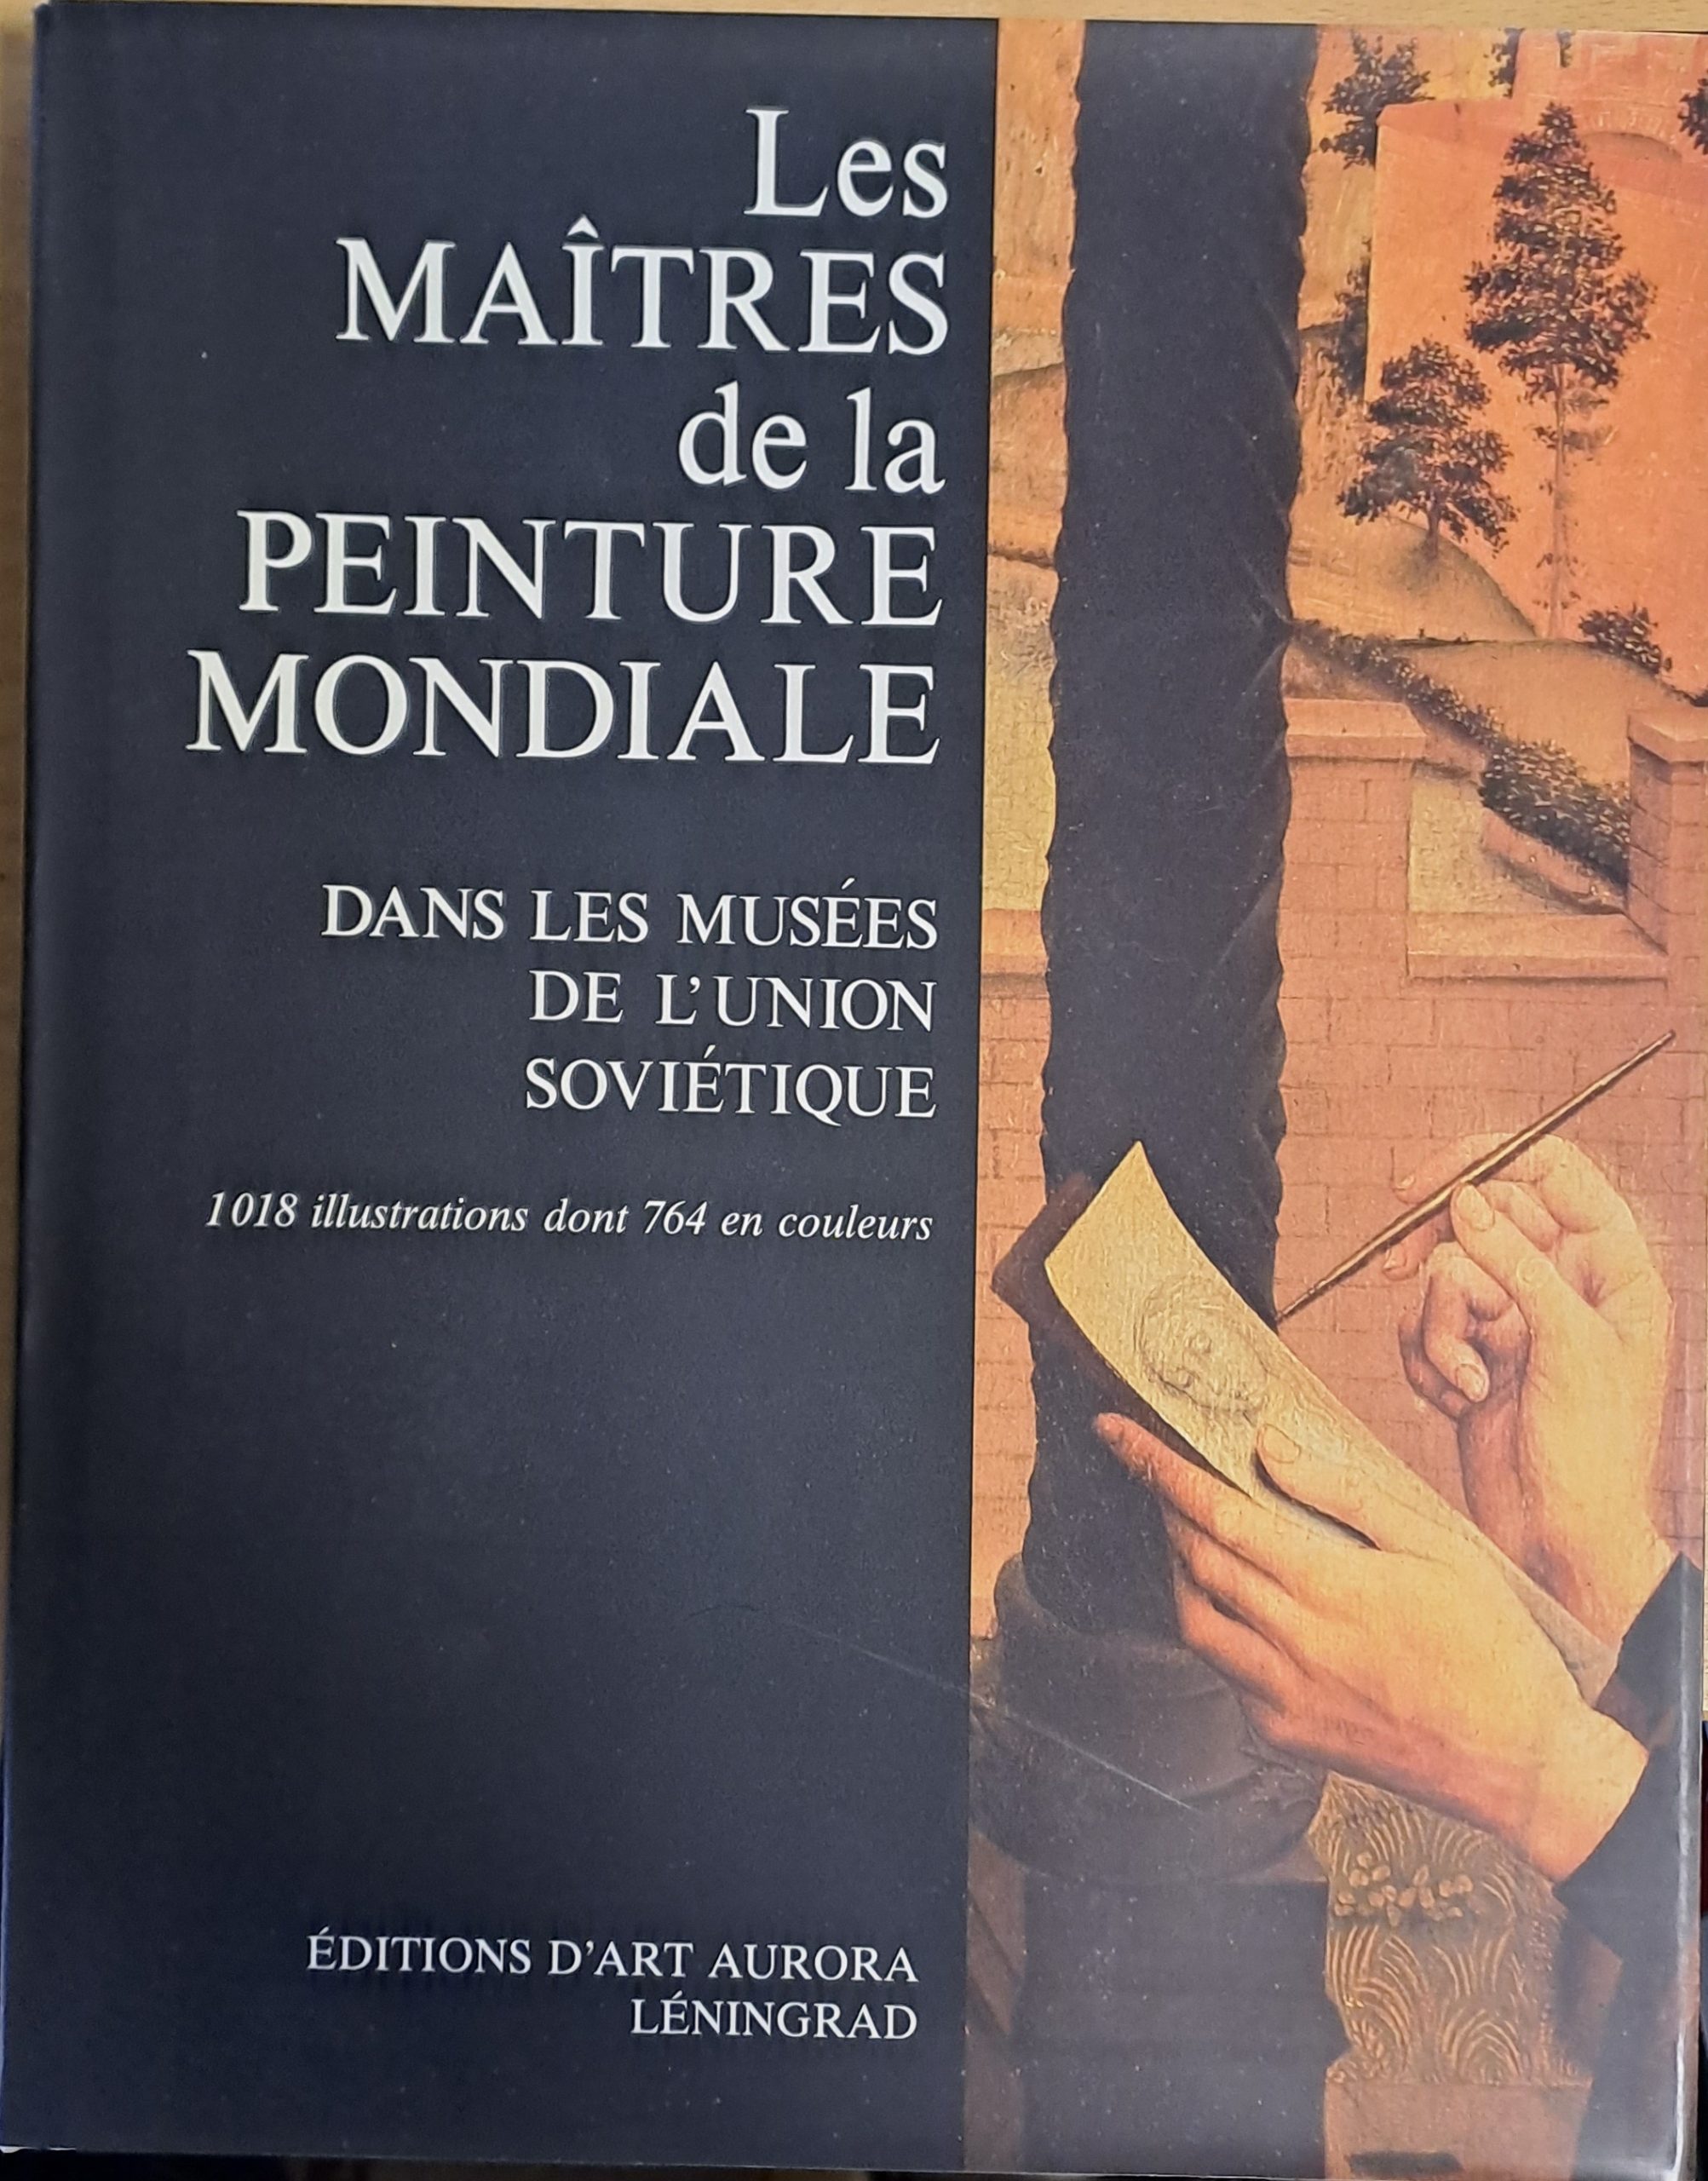 Les
MAÎTRES
de la
PEINTURE
MONDIALE
DANS LES MUSÉES
DE L'UNION
SOVIÉTIQUE
1018 illustrations dont 764 en couleurs
ÉDITIONS D'ART AURORA
LÉNINGRAD